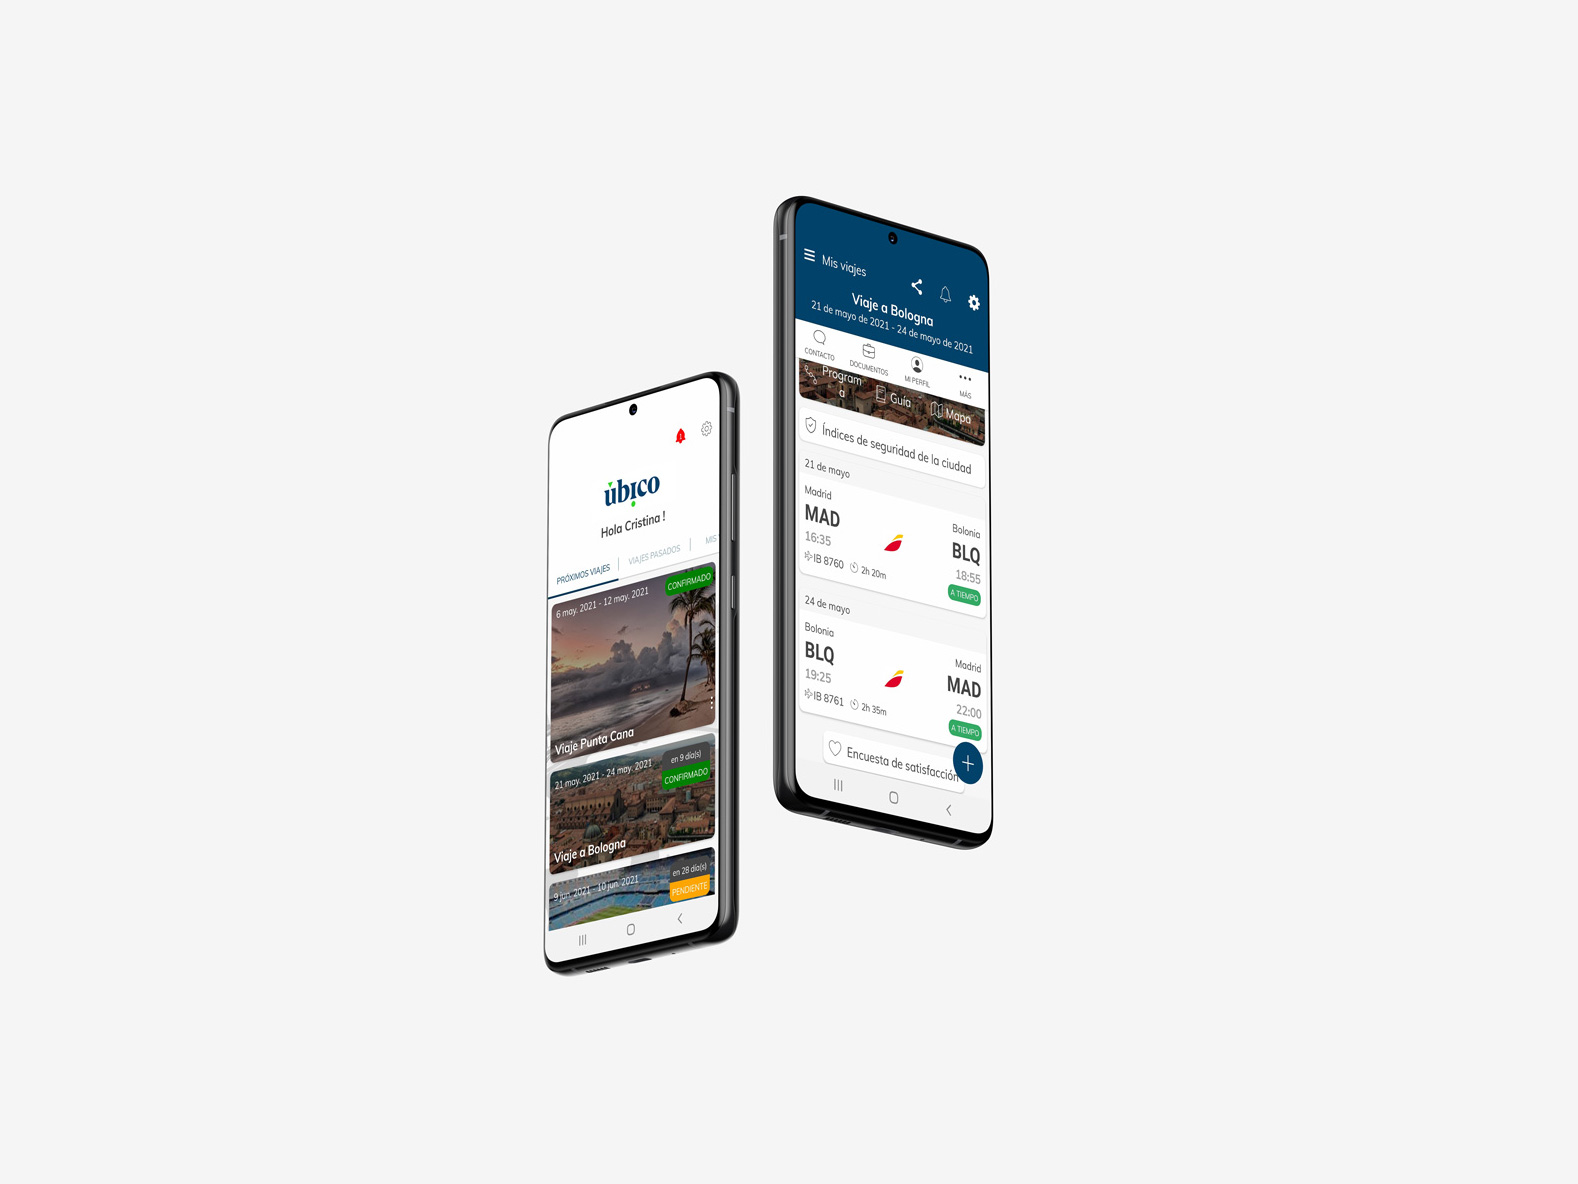 úbico
Hola Cristina !
PRÓXIMOS VIAJES
VIAJES PASADOS
MIS
6 may. 2021 - 12 may. 2021
CONFIRMADO
Viaje Punta Cana
21 may. 2021 - 24 may. 2021
en 9 día(s)
CONFIRMADO
Viaje a Bologna
9 jun. 2021 - 10 jun. 2021
en 28 día(s)
PENDIENTE
Mis viajes
Viaje a Bologna
21 de mayo de 2021 - 24 de mayo de 2021
CONTACTO
DOCUMENTOS
MI PERFIL
MÁS
Program
a
Guía
Mapa
Índices de seguridad de la ciudad
21 de mayo
Madrid
Bolonia
MAD
BLQ
16:35
18:55
IB 8760
2h 20m
A TIEMPO
24 de mayo
Bolonia
Madrid
BLQ
MAD
19:25
22:00
IB 8761
2h 35m
A TIEMPO
Encuesta de satisfacción